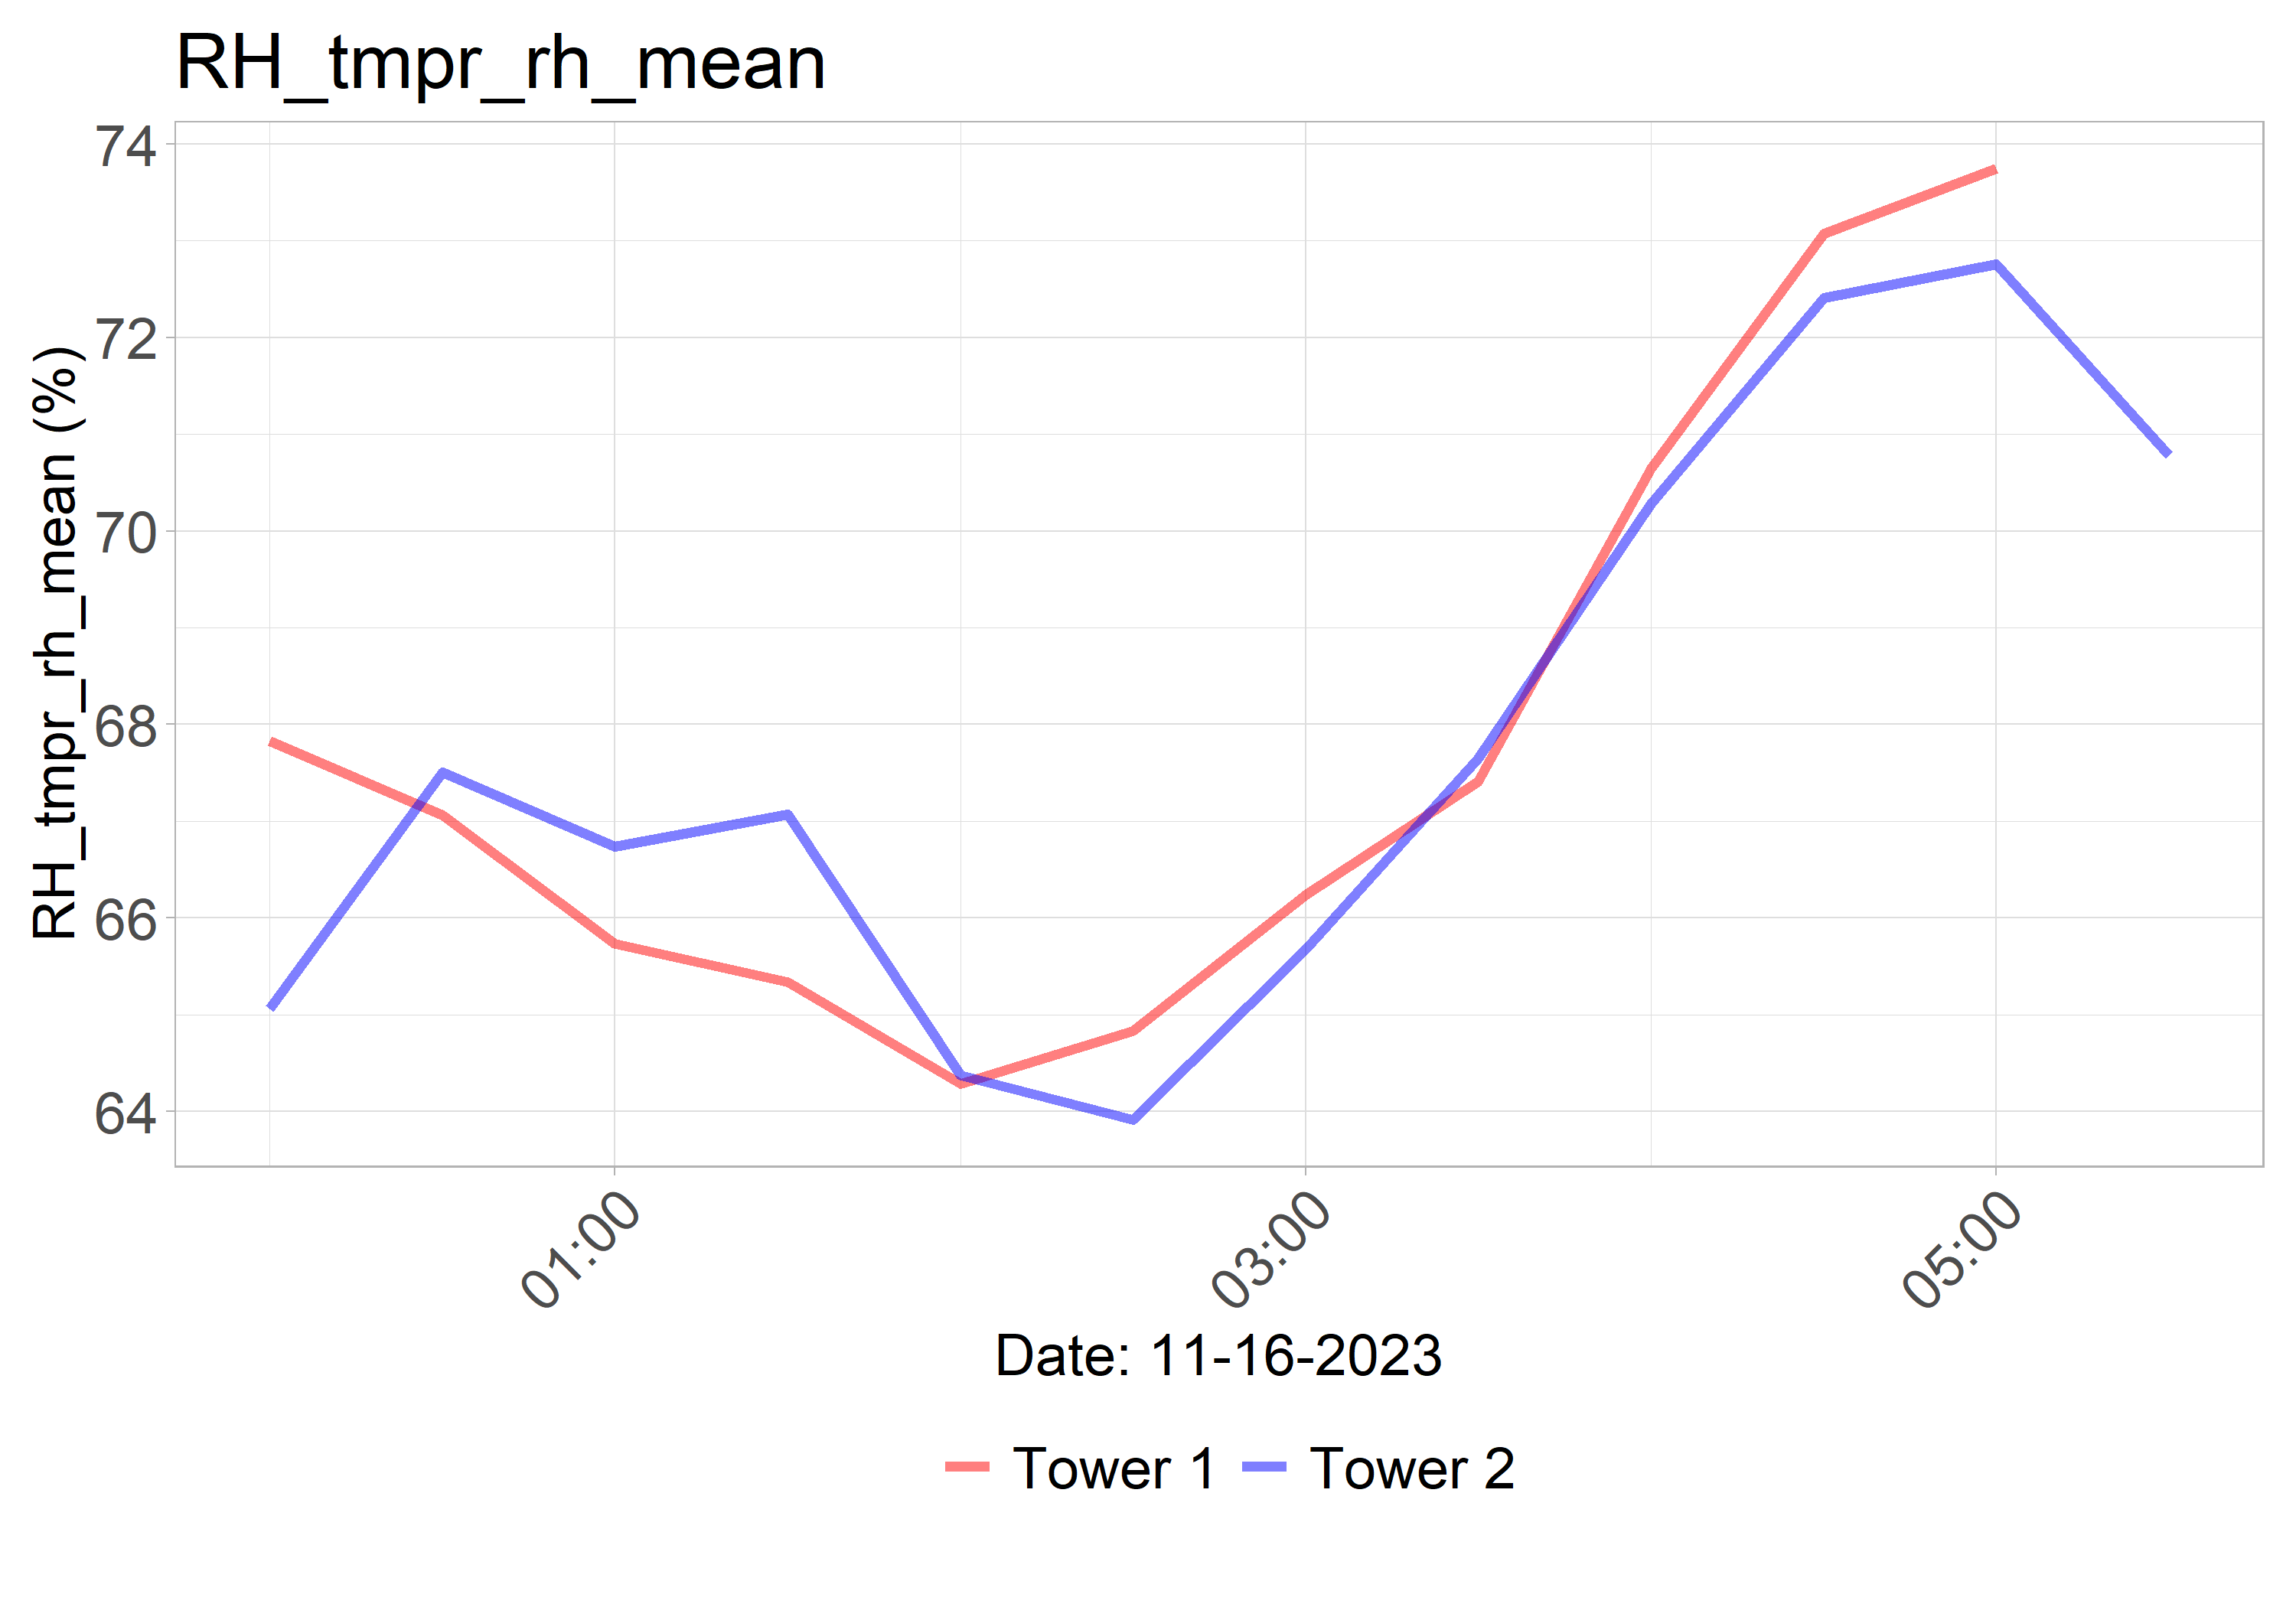 RH_tmpr_rh_mean
RH_tmpr_rh_mean (%)
74
72
70
68
66
64
01:00
03:00
05:00
Date: 11-16-2023
Tower 1
Tower 2